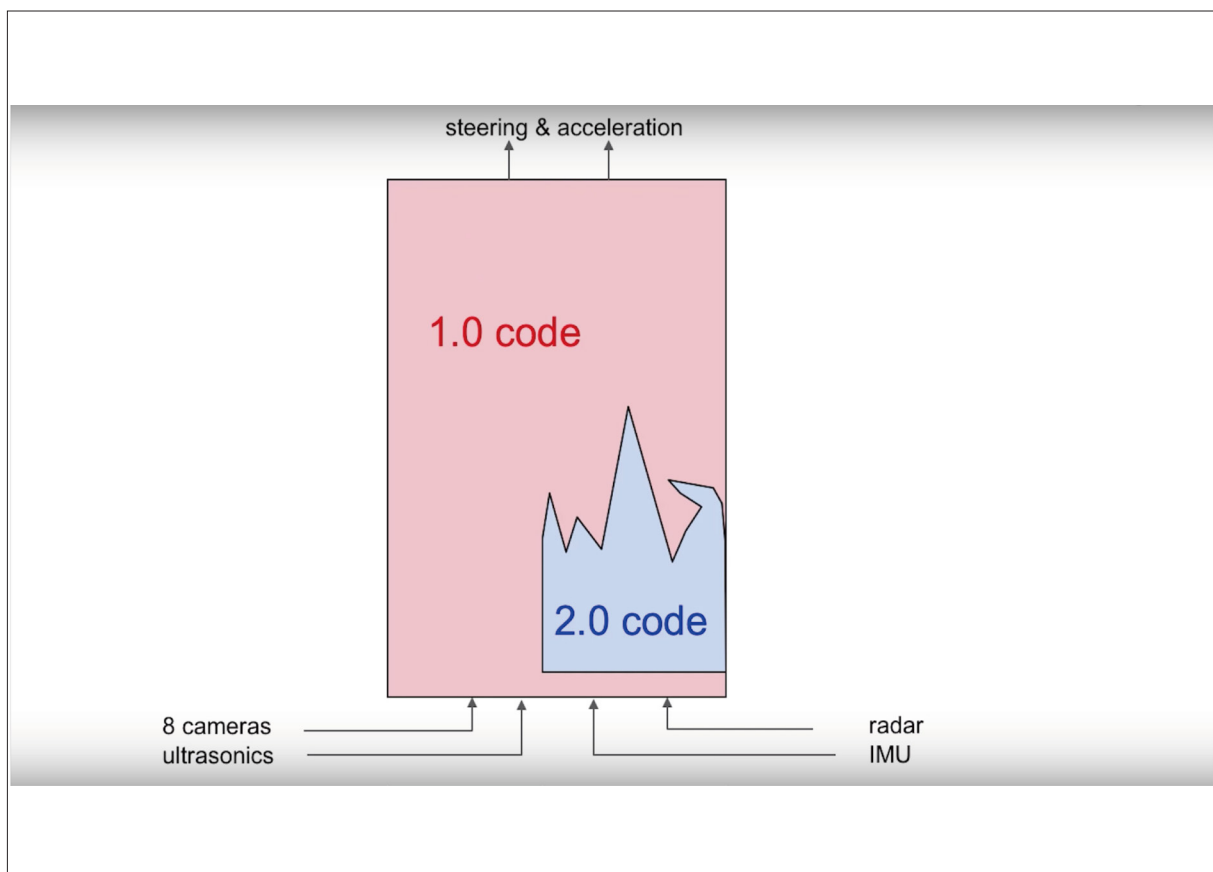 steering & acceleration
1.0 code
2.0 code
8 cameras
ultrasonics
radar
IMU